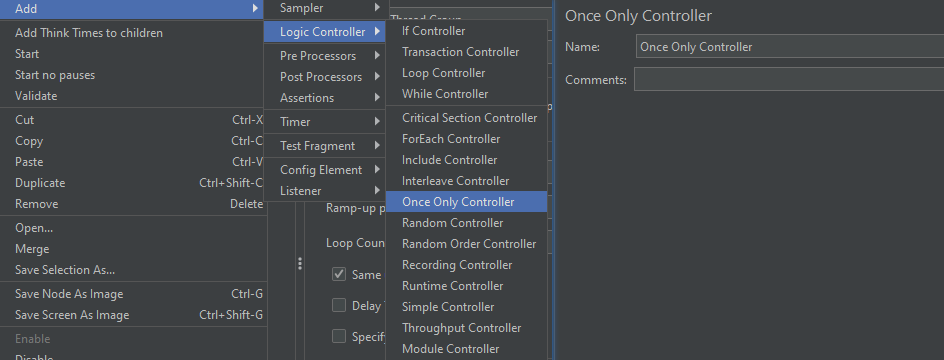 Add
Add Think Times to children
Start
Start no pauses
Validate
Cut Ctrl-X
Copy Ctrl-C
Paste Ctrl-V
Duplicate Ctrl+Shift-C
Remove Delete
Open...
Merge
Save Selection As...
Save Node As Image Ctrl-G
Save Screen As Image Ctrl+Shift-G
Enable
Disable
Sampler
Logic Controller
Pre Processors
Post Processors
Assertions
Timer
Test Fragment
Config Element
Listener
Thread Group
Ramp-up p
Loop Coun
Same
Delay
Specify
If Controller
Transaction Controller
Loop Controller
While Controller
Critical Section Controller
ForEach Controller
Include Controller
Interleave Controller
Once Only Controller
Random Controller
Random Order Controller
Recording Controller
Runtime Controller
Simple Controller
Throughput Controller
Module Controller
Once Only Controller
Name: Once Only Controller
Comments: